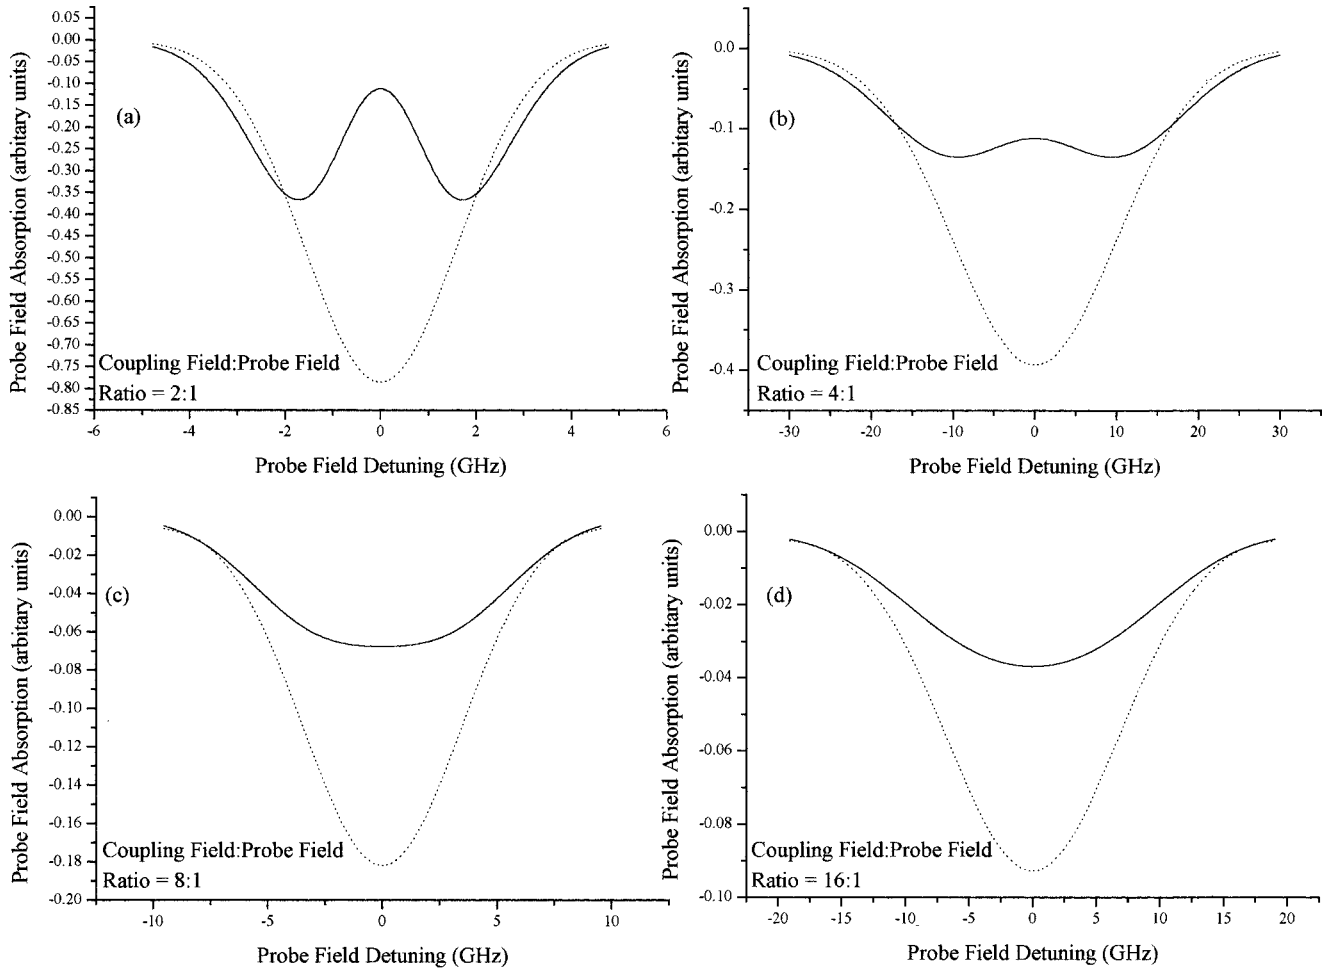 Probe Field Absorption (arbitary units)
0.05
0.00
-0.05
-0.10
-0.15
-0.20
-0.25
-0.30
-0.35
-0.40
-0.45
-0.50
-0.55
-0.60
-0.65
-0.70
-0.75
-0.80
-0.85
(a)
Coupling Field:Probe Field
Ratio = 2:1
-6 -4 -2 0 2 4 6
Probe Field Detuning (GHz)
Probe Field Absorption (arbitary units)
0.0
-0.1
-0.2
-0.3
-0.4
(b)
Coupling Field:Probe Field
Ratio = 4:1
-30 -20 -10 0 10 20 30
Probe Field Detuning (GHz)
Probe Field Absorption (arbitary units)
0.00
-0.02
-0.04
-0.06
-0.08
-0.10
-0.12
-0.14
-0.16
-0.18
-0.20
(c)
Coupling Field:Probe Field
Ratio = 8:1
-10 -5 0 5 10
Probe Field Detuning (GHz)
Probe Field Absorption (arbitary units)
0.00
-0.02
-0.04
-0.06
-0.08
-0.10
(d)
Coupling Field:Probe Field
Ratio = 16:1
-20 -15 -10 -5 0 5 10 15 20
Probe Field Detuning (GHz)